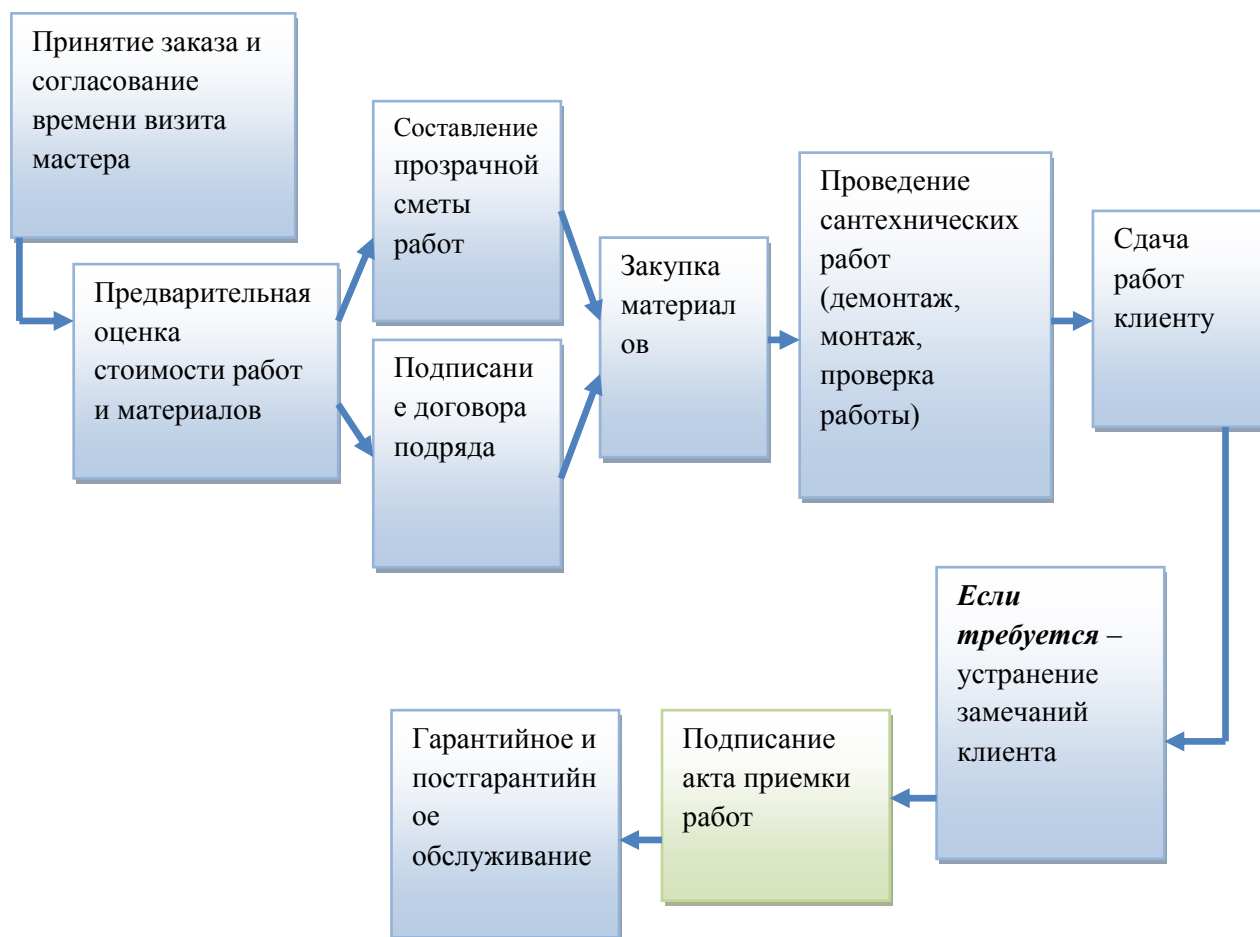 Принятие заказа и
согласование
времени визита
мастера
Предварительная
оценка
стоимости работ
и материалов
Составление
прозрачной
сметы
работ
Подписани
е договора
подряда
Закупка
материал
ов
Проведение
сантехнических
работ
(демонтаж,
монтаж,
проверка
работы)
Сдача
работ
клиенту
Если
требуется –
устранение
замечаний
клиента
Подписание
акта приемки
работ
Гарантийное и
постгарантийн
ое
обслуживание